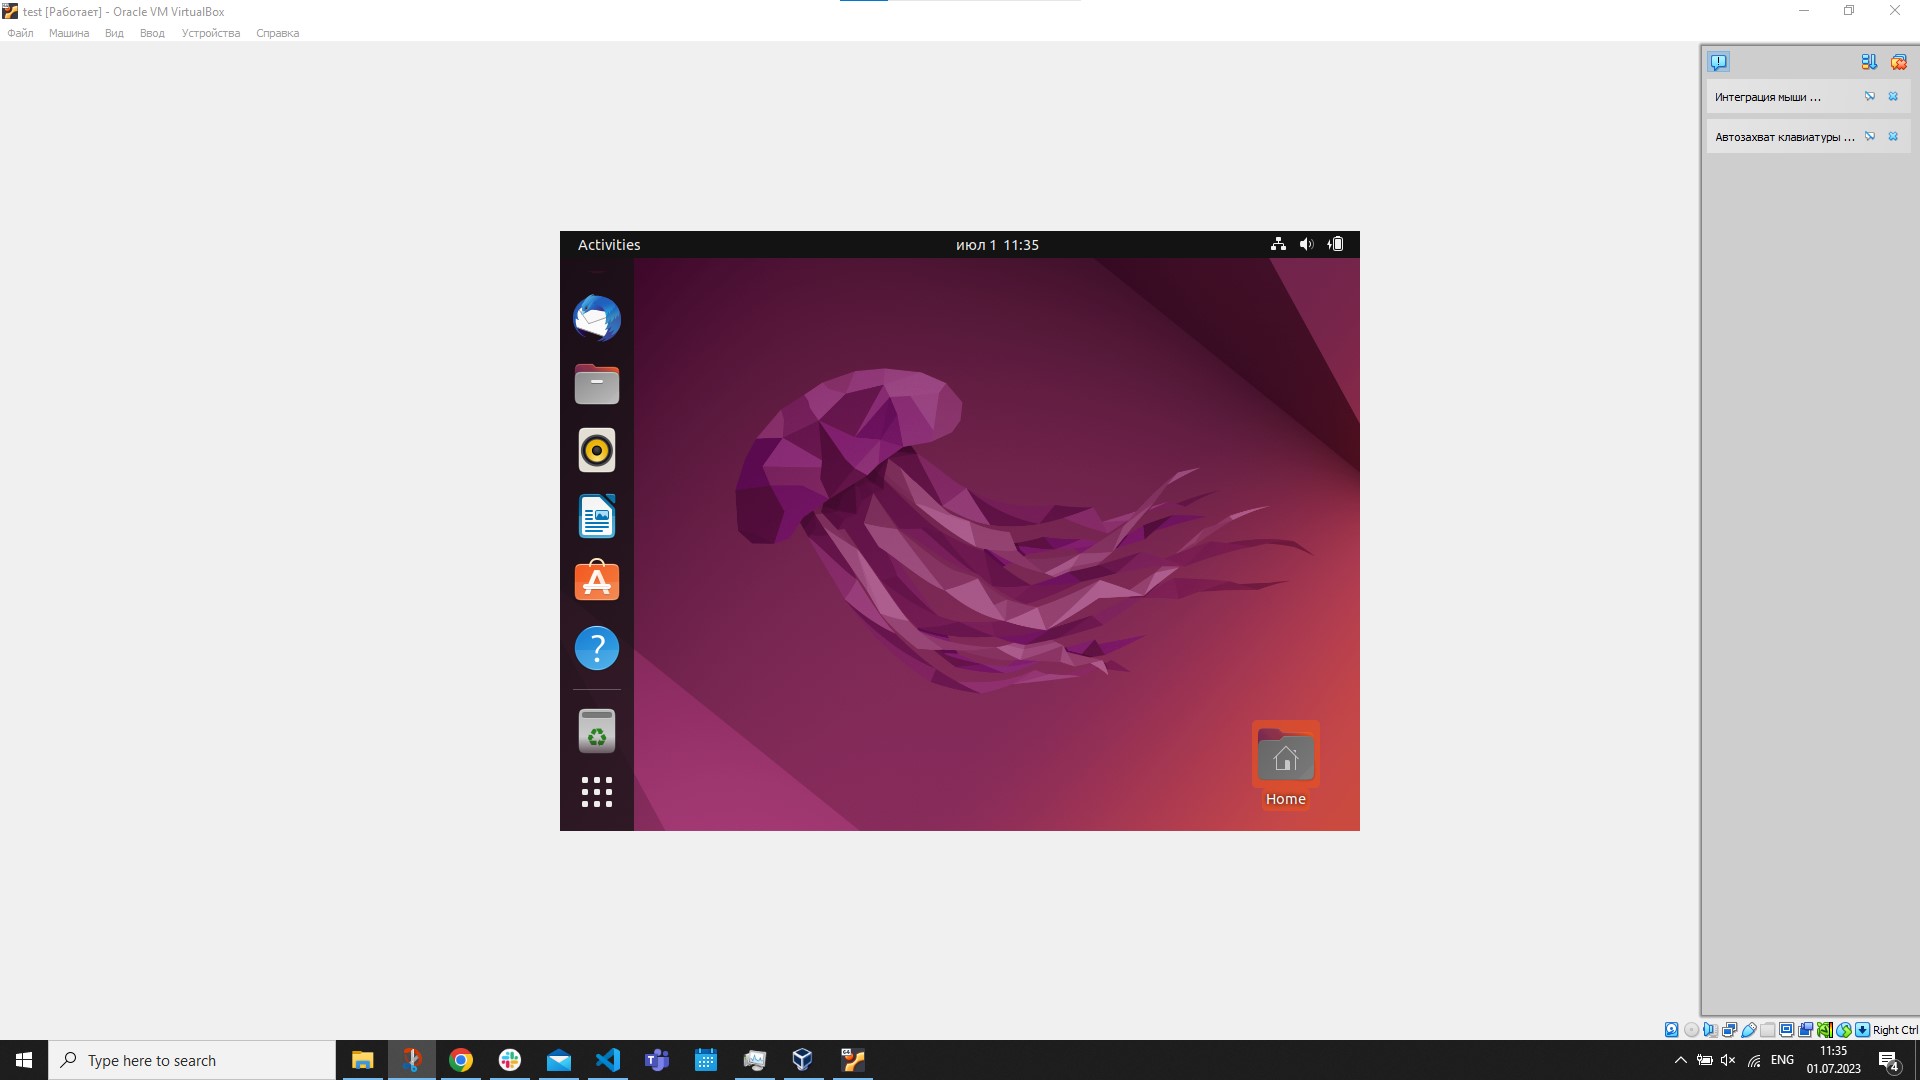 test [Работает] - Oracle VM VirtualBox
Файл Машина Вид Ввод Устройства Справка
Интеграция мыши ...
Автозахват клавиатуры ...
Activities
июл 1 11:35
Home
Right Ctrl
Type here to search
ENG
11:35
01.07.2023
4